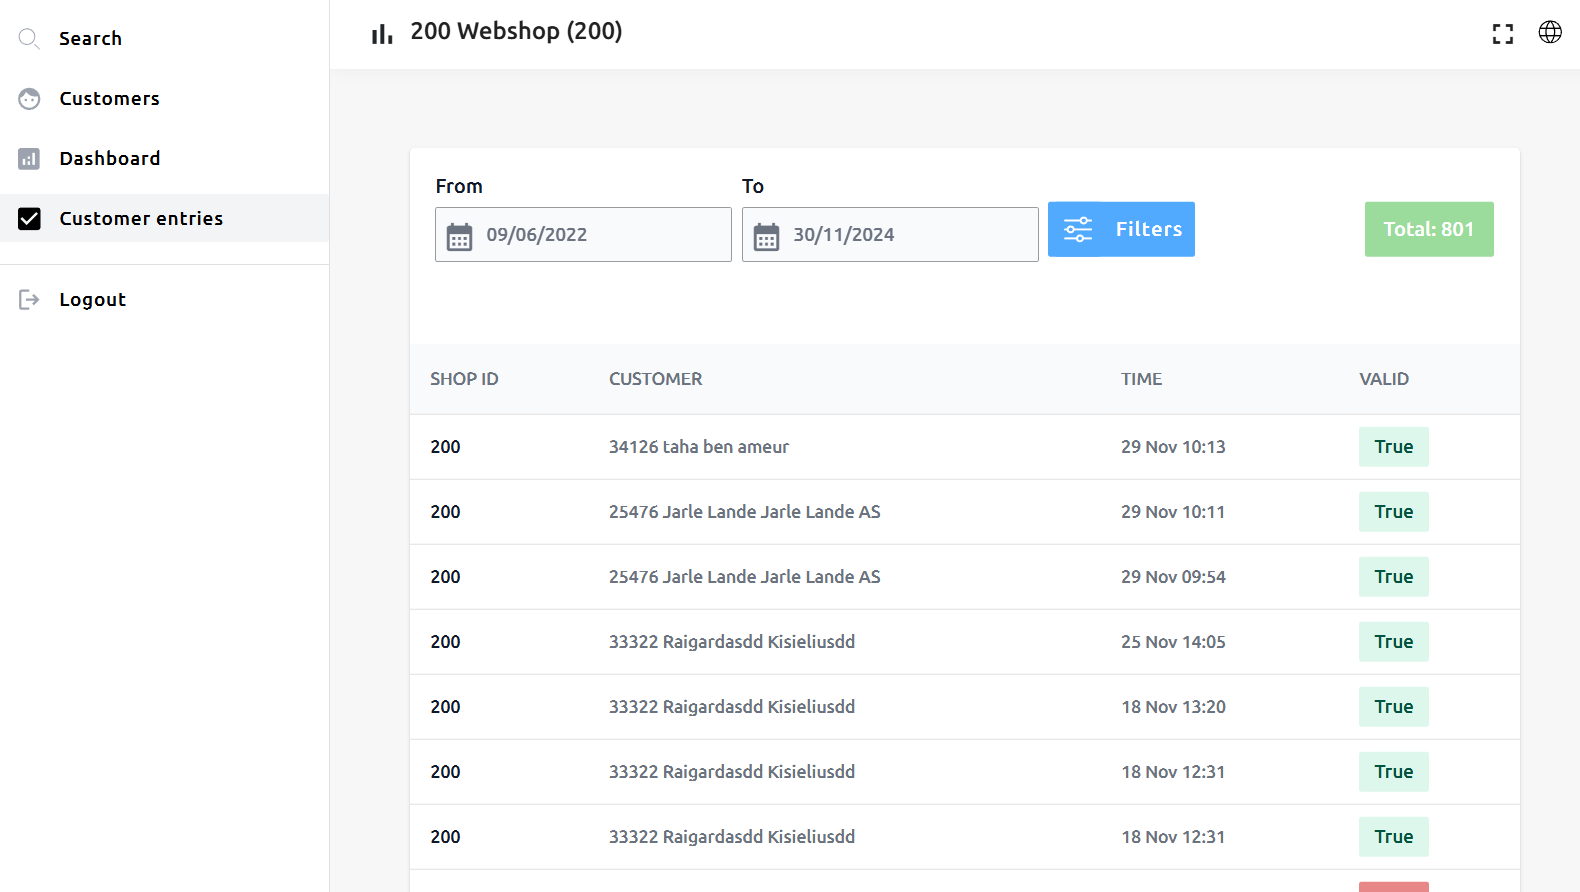 Search
Customers
Dashboard
Customer entries
Logout
200 Webshop (200)
From
To
09/06/2022
30/11/2024
Filters
Total: 801
SHOP ID CUSTOMER TIME VALID
200 34126 taha ben ameur 29 Nov 10:13 True
200 25476 Jarle Lande Jarle Lande AS 29 Nov 10:11 True
200 25476 Jarle Lande Jarle Lande AS 29 Nov 09:54 True
200 33322 Raigardasdd Kisieliusdd 25 Nov 14:05 True
200 33322 Raigardasdd Kisieliusdd 18 Nov 13:20 True
200 33322 Raigardasdd Kisieliusdd 18 Nov 12:31 True
200 33322 Raigardasdd Kisieliusdd 18 Nov 12:31 True